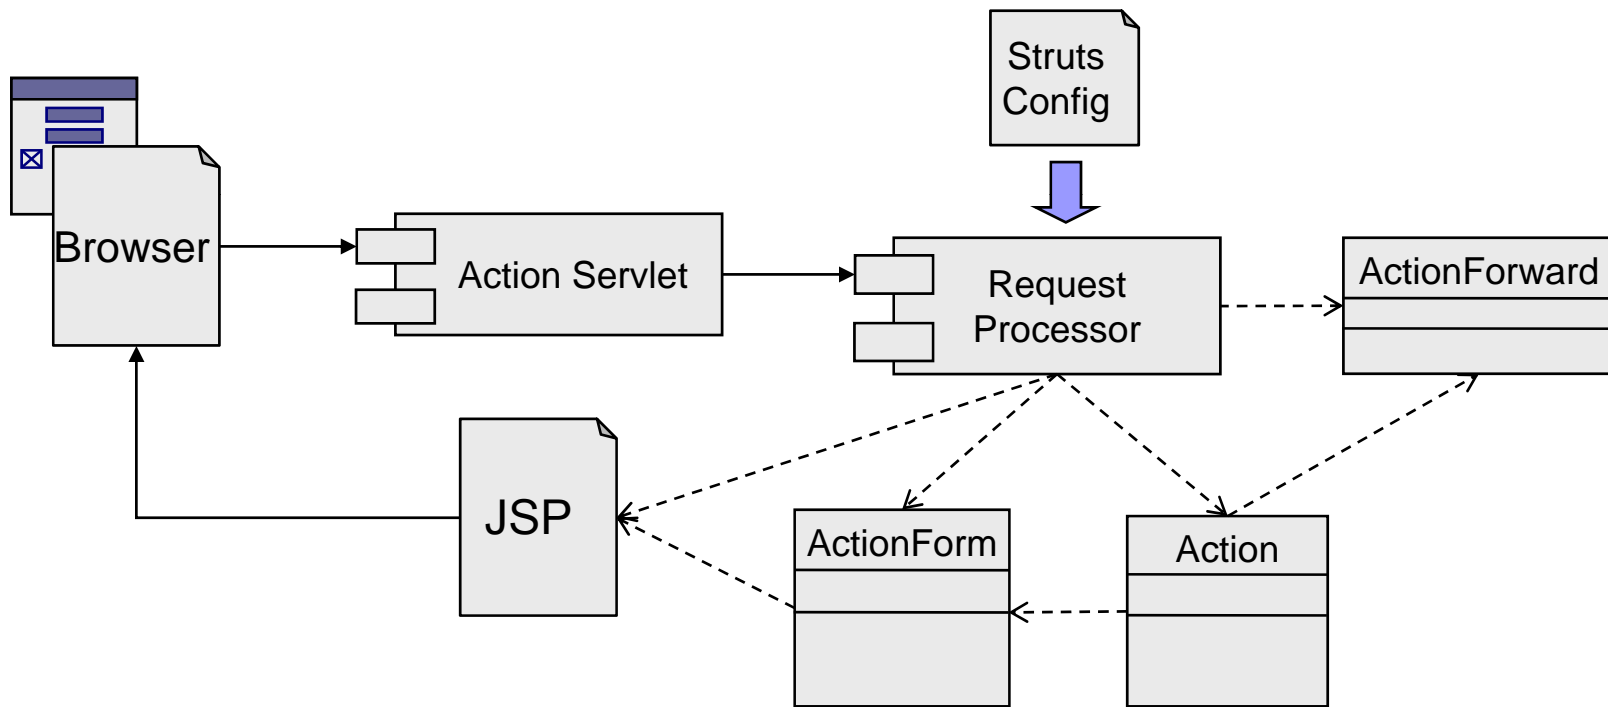 Struts
Config
Browser
Action Servlet
Request
Processor
ActionForward
JSP
ActionForm
Action